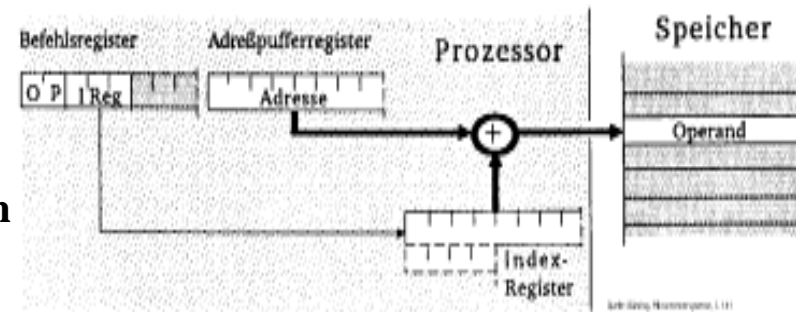 Speicher
Prozessor
Befehlsregister
Adreßpufferregister
O P
I Reg
Adresse
Operand
n
Index-
Register